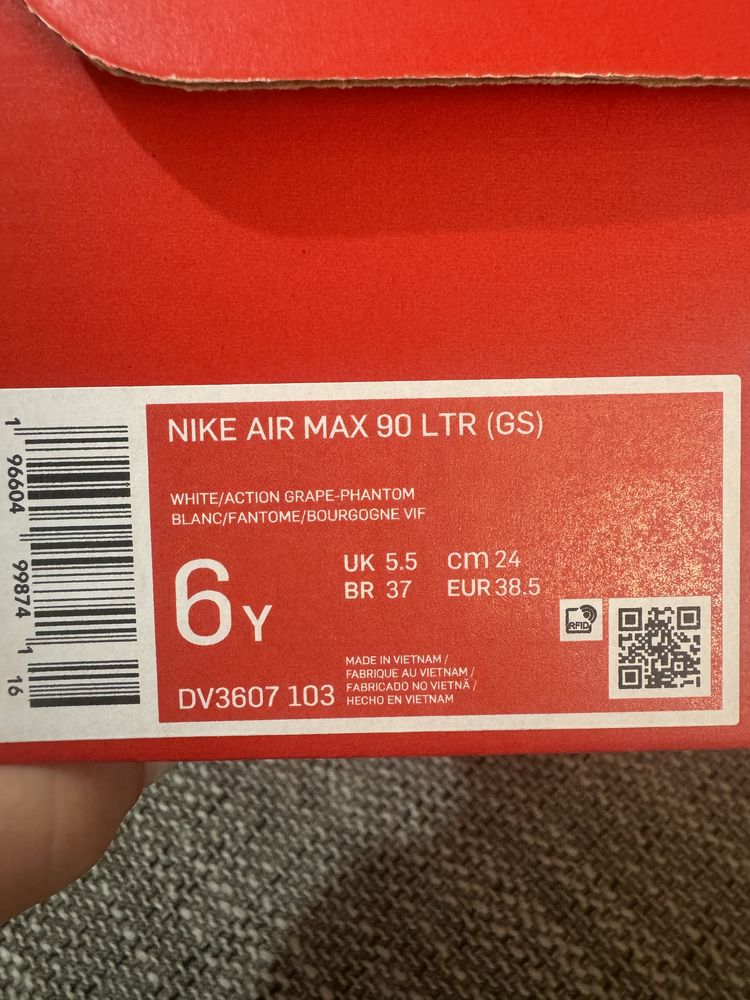 NIKE AIR MAX 90 LTR (GS)
WHITE/ACTION GRAPE-PHANTOM
BLANC/FANTOME/BOURGOGNE VIF
6Y
UK 5.5 cm 24
BR 37 EUR 38.5
RFID
DV3607 103
MADE IN VIETNAM /
FABRIQUE AU VIETNAM /
FABRICADO NO VIETNÃ /
HECHO EN VIETNAM
1 96604 99874 1 16